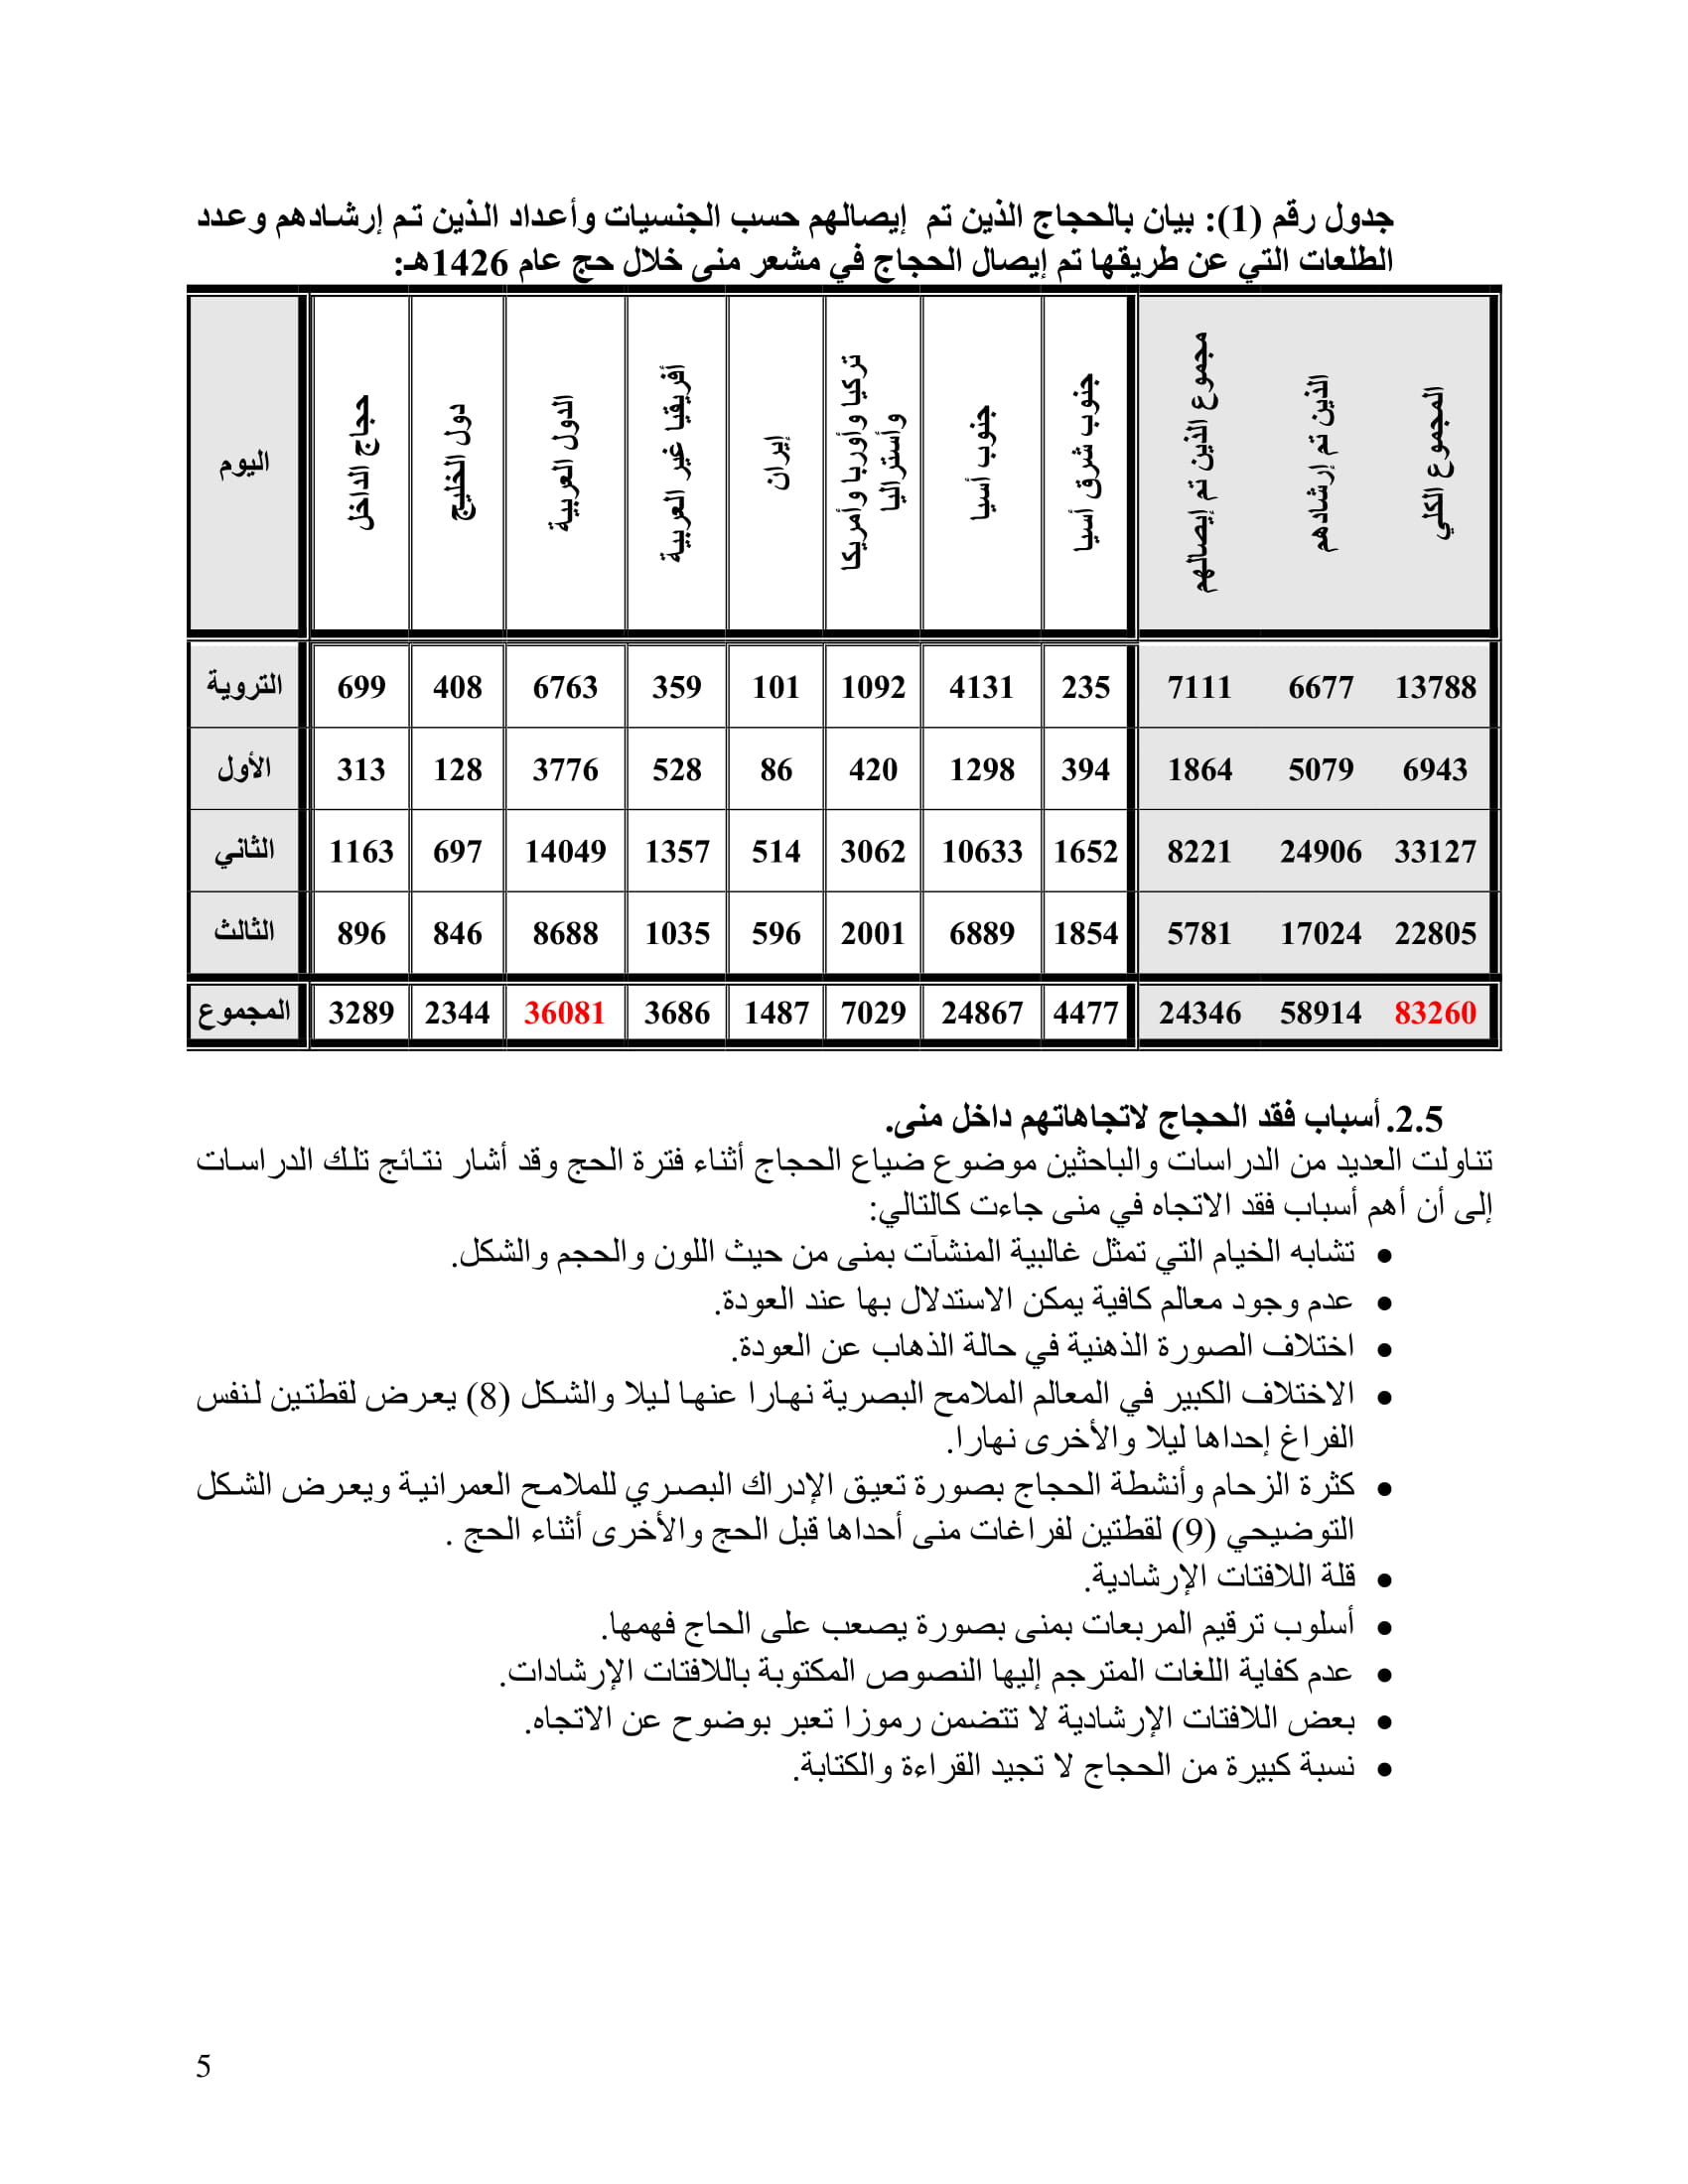 جدول رقم (1): بيان بالحجاج الذين تم إيصالهم حسب الجنسيات وأعداد الذين تم إرشادهم وعدد
الطلعات التي عن طريقها تم إيصال الحجاج في مشعر منى خلال حج عام 1426هـ:
اليوم | حجاج الداخل | دول الخليج | الدول العربية | أفريقيا غير العربية | إيران | تركيا وأوربا وأمريكا وأستراليا | جنوب أسيا | جنوب شرق أسيا | مجموع الذين تم إيصالهم | الذين تم إرشادهم | المجموع الكلي
التروية | 699 | 408 | 6763 | 359 | 101 | 1092 | 4131 | 235 | 7111 | 6677 | 13788
الأول | 313 | 128 | 3776 | 528 | 86 | 420 | 1298 | 394 | 1864 | 5079 | 6943
الثاني | 1163 | 697 | 14049 | 1357 | 514 | 3062 | 10633 | 1652 | 8221 | 24906 | 33127
الثالث | 896 | 846 | 8688 | 1035 | 596 | 2001 | 6889 | 1854 | 5781 | 17024 | 22805
المجموع | 3289 | 2344 | 36081 | 3686 | 1487 | 7029 | 24867 | 4477 | 24346 | 58914 | 83260
2.5. أسباب فقد الحجاج لاتجاهاتهم داخل منى.
تناولت العديد من الدراسات والباحثين موضوع ضياع الحجاج أثناء فترة الحج وقد أشار نتائج تلك الدراسات
إلى أن أهم أسباب فقد الاتجاه في منى جاءت كالتالي:
• تشابه الخيام التي تمثل غالبية المنشآت بمنى من حيث اللون والحجم والشكل.
• عدم وجود معالم كافية يمكن الاستدلال بها عند العودة.
• اختلاف الصورة الذهنية في حالة الذهاب عن العودة.
• الاختلاف الكبير في المعالم الملامح البصرية نهارا عنها ليلا والشكل (8) يعرض لقطتين لنفس
الفراغ إحداها ليلا والأخرى نهارا.
• كثرة الزحام وأنشطة الحجاج بصورة تعيق الإدراك البصري للملامح العمرانية ويعرض الشكل
التوضيحي (9) لقطتين لفراغات منى أحداها قبل الحج والأخرى أثناء الحج .
• قلة اللافتات الإرشادية.
• أسلوب ترقيم المربعات بمنى بصورة يصعب على الحاج فهمها.
• عدم كفاية اللغات المترجم إليها النصوص المكتوبة باللافتات الإرشادات.
• بعض اللافتات الإرشادية لا تتضمن رموزا تعبر بوضوح عن الاتجاه.
• نسبة كبيرة من الحجاج لا تجيد القراءة والكتابة.
5